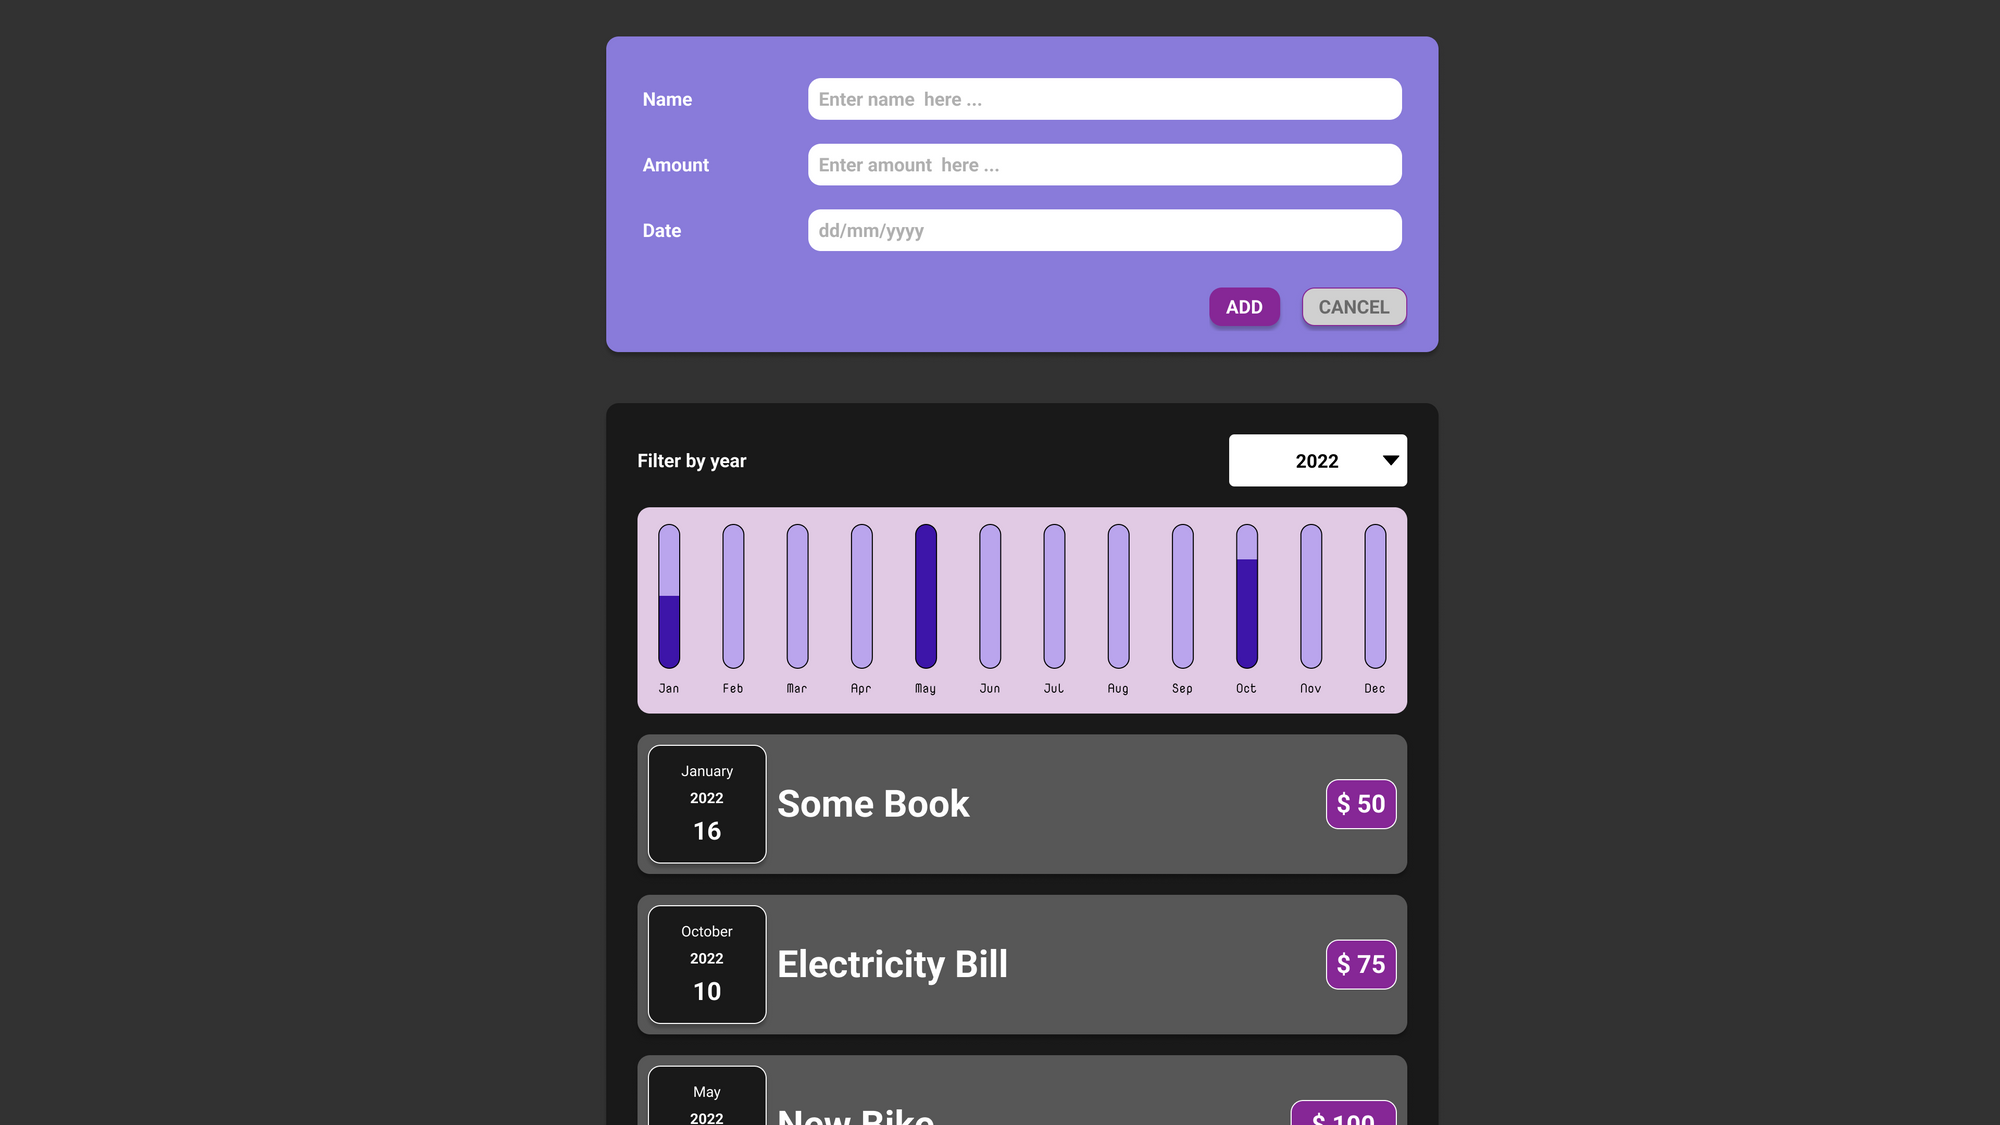 Name
Enter name  here ...
Amount
Enter amount  here ...
Date
dd/mm/yyyy
ADD
CANCEL
Filter by year
2022
Jan Feb Mar Apr May Jun Jul Aug Sep Oct Nov Dec
January
2022
16
Some Book
$ 50
October
2022
10
Electricity Bill
$ 75
May
2022
New Bike
$ 100